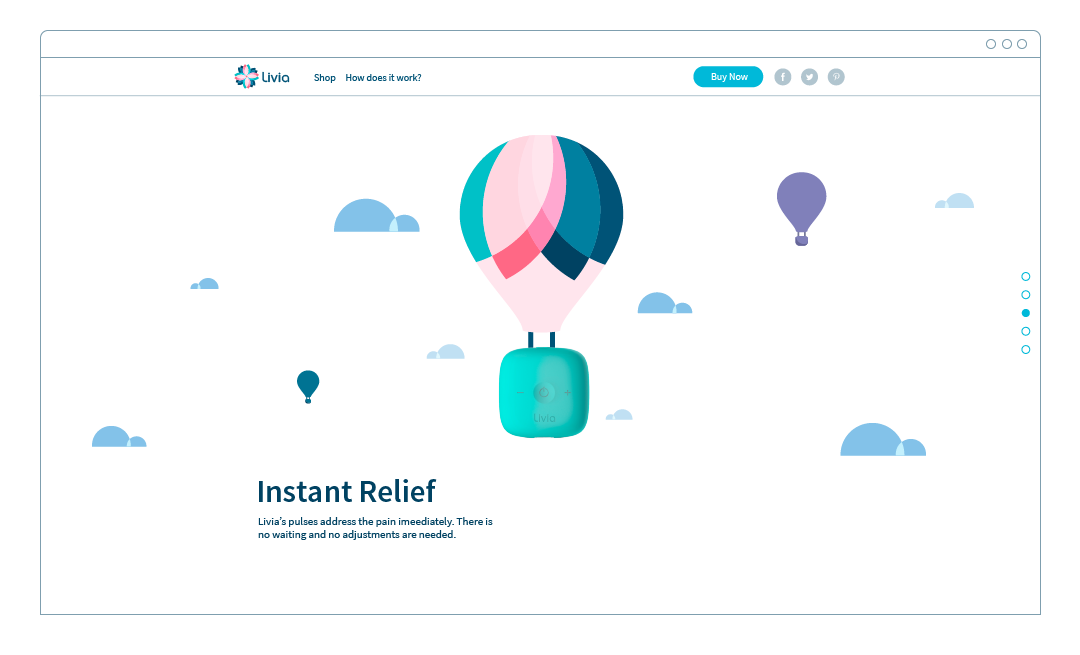 Livia
Shop
How does it work?
Buy Now
Livia
Instant Relief
Livia's pulses address the pain imeediately. There is
no waiting and no adjustments are needed.